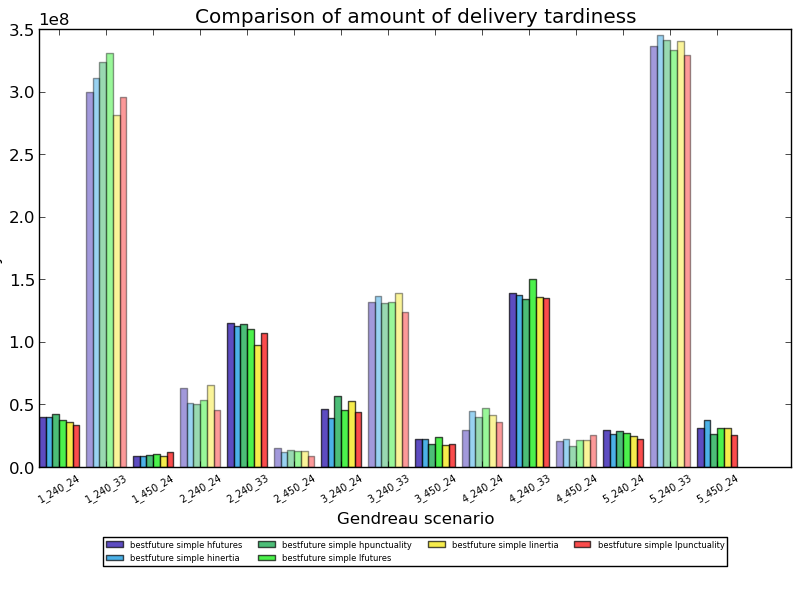 Comparison of amount of delivery tardiness
1e8
3.5
3.0
2.5
2.0
1.5
1.0
0.5
0.0
1_240_24 1_240_33 1_450_24 2_240_24 2_240_33 2_450_24 3_240_24 3_240_33 3_450_24 4_240_24 4_240_33 4_450_24 5_240_24 5_240_33 5_450_24
Gendreau scenario
bestfuture simple hfutures bestfuture simple hpunctuality bestfuture simple linertia bestfuture simple lpunctuality
bestfuture simple hinertia bestfuture simple lfutures